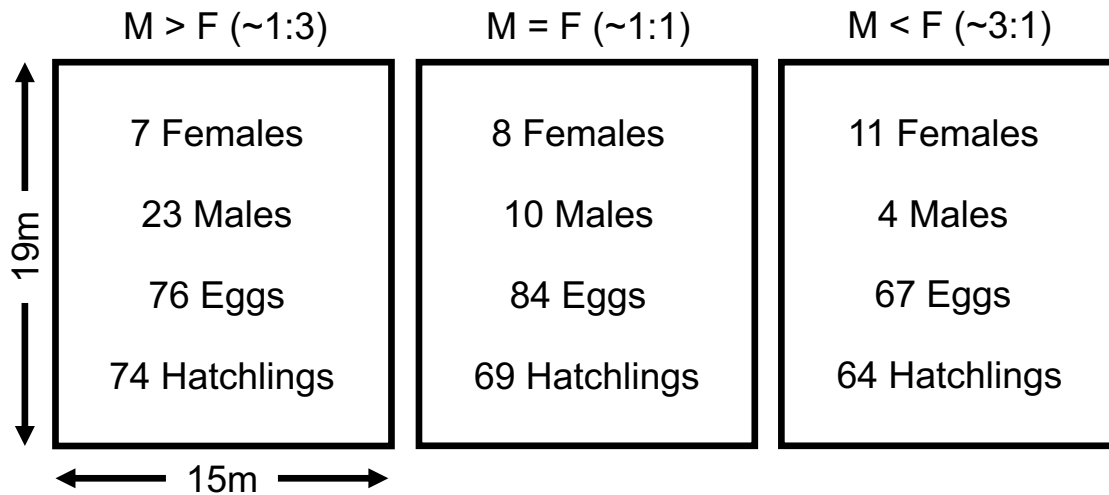 M > F (~1:3)
M = F (~1:1)
M < F (~3:1)
7 Females
23 Males
76 Eggs
74 Hatchlings
8 Females
10 Males
84 Eggs
69 Hatchlings
11 Females
4 Males
67 Eggs
64 Hatchlings
19m
15m